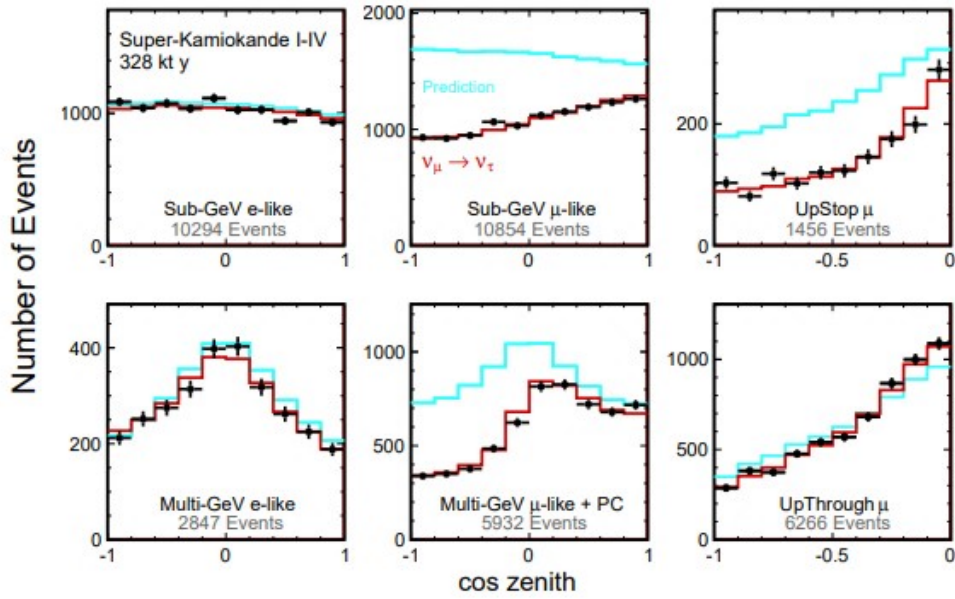 Super-Kamiokande I-IV
328 kt y
1000
0
Sub-GeV e-like
10294 Events
-1 0 1
2000
1000
0
Prediction
νμ → ντ
Sub-GeV μ-like
10854 Events
-1 0 1
200
0
UpStop μ
1456 Events
-1 -0.5 0
Number of Events
400
200
0
Multi-GeV e-like
2847 Events
-1 0 1
1000
500
0
Multi-GeV μ-like + PC
5932 Events
-1 0 1
1000
500
0
UpThrough μ
6266 Events
-1 -0.5 0
cos zenith